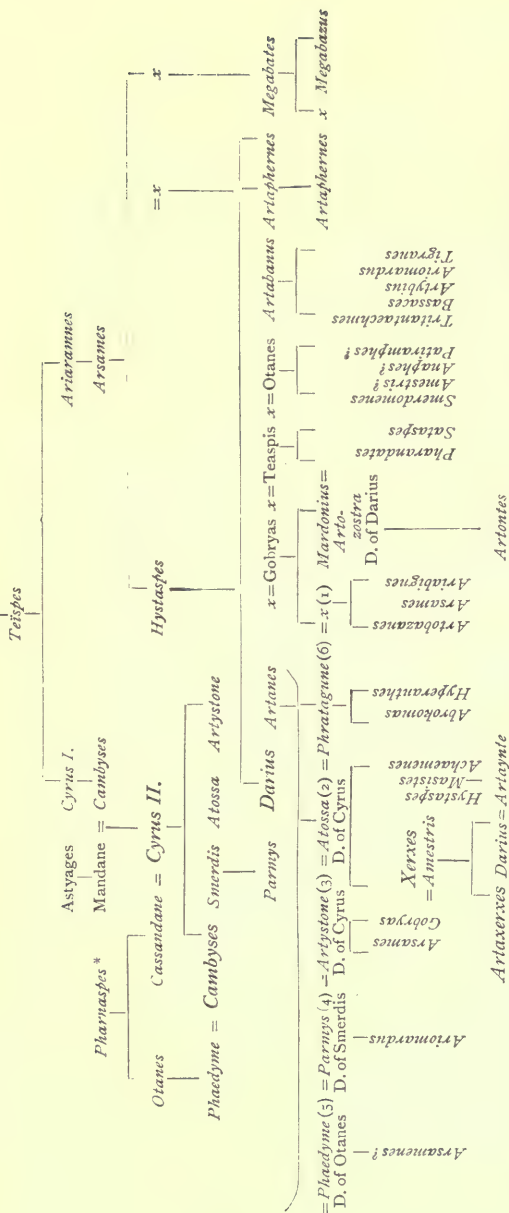 Teïspes
Ariaramnes
Arsames
Astyages Cyrus I.
Mandane = Cambyses
Pharnaspes *
Hystaspes =x x
Otanes Cassandane = Cyrus II.
Phaedyme = Cambyses Smerdis Atossa Artystone
Parmys Darius Artanes x=Gobryas x=Teaspis x=Otanes Artabanus Artaphernes Megabates
Mardonius=
Arto-
zostra
D. of Darius
Artaphernes
x Megabazus
=Phaedyme (5) =Parmys (4) =Artystone (3) =Atossa (2) =Phratagune (6) =x (1)
D. of Otanes D. of Smerdis D. of Cyrus D. of Cyrus
Arsamenes?
Ariomardus
Arsames
Gobryas
Xerxes
=Amestris
Hystaspes
Masistes
Achaemenes
Abrokomas
Hyperanthes
Artobazanes
Arsames
Ariabignes
Pharandates
Sataspes
Smerdomenes
Amestris?
Anaphes?
Patiramphes?
Tritantaechmes
Bassaces
Artybius
Ariomardus
Tigranes
Artaxerxes Darius=Artaynte
Artontes